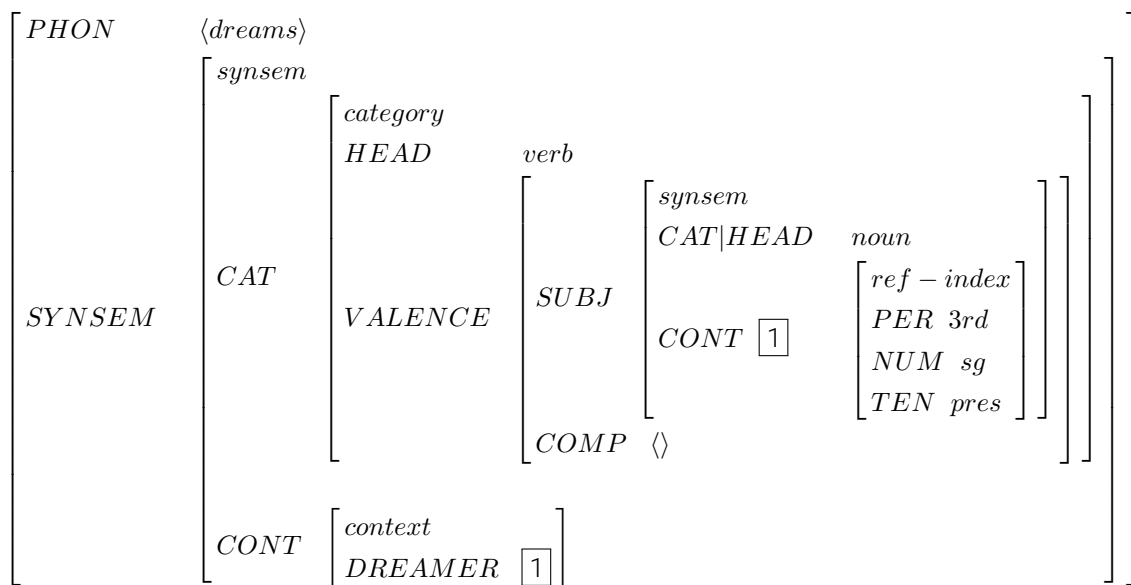 PHON ⟨dreams⟩
synsem
category
HEAD verb
synsem
CAT|HEAD noun
ref − index
CAT
SUBJ
SYNSEM
VALENCE
PER 3rd
CONT 1
NUM sg
TEN pres
COMP ⟨⟩
context
CONT
DREAMER 1